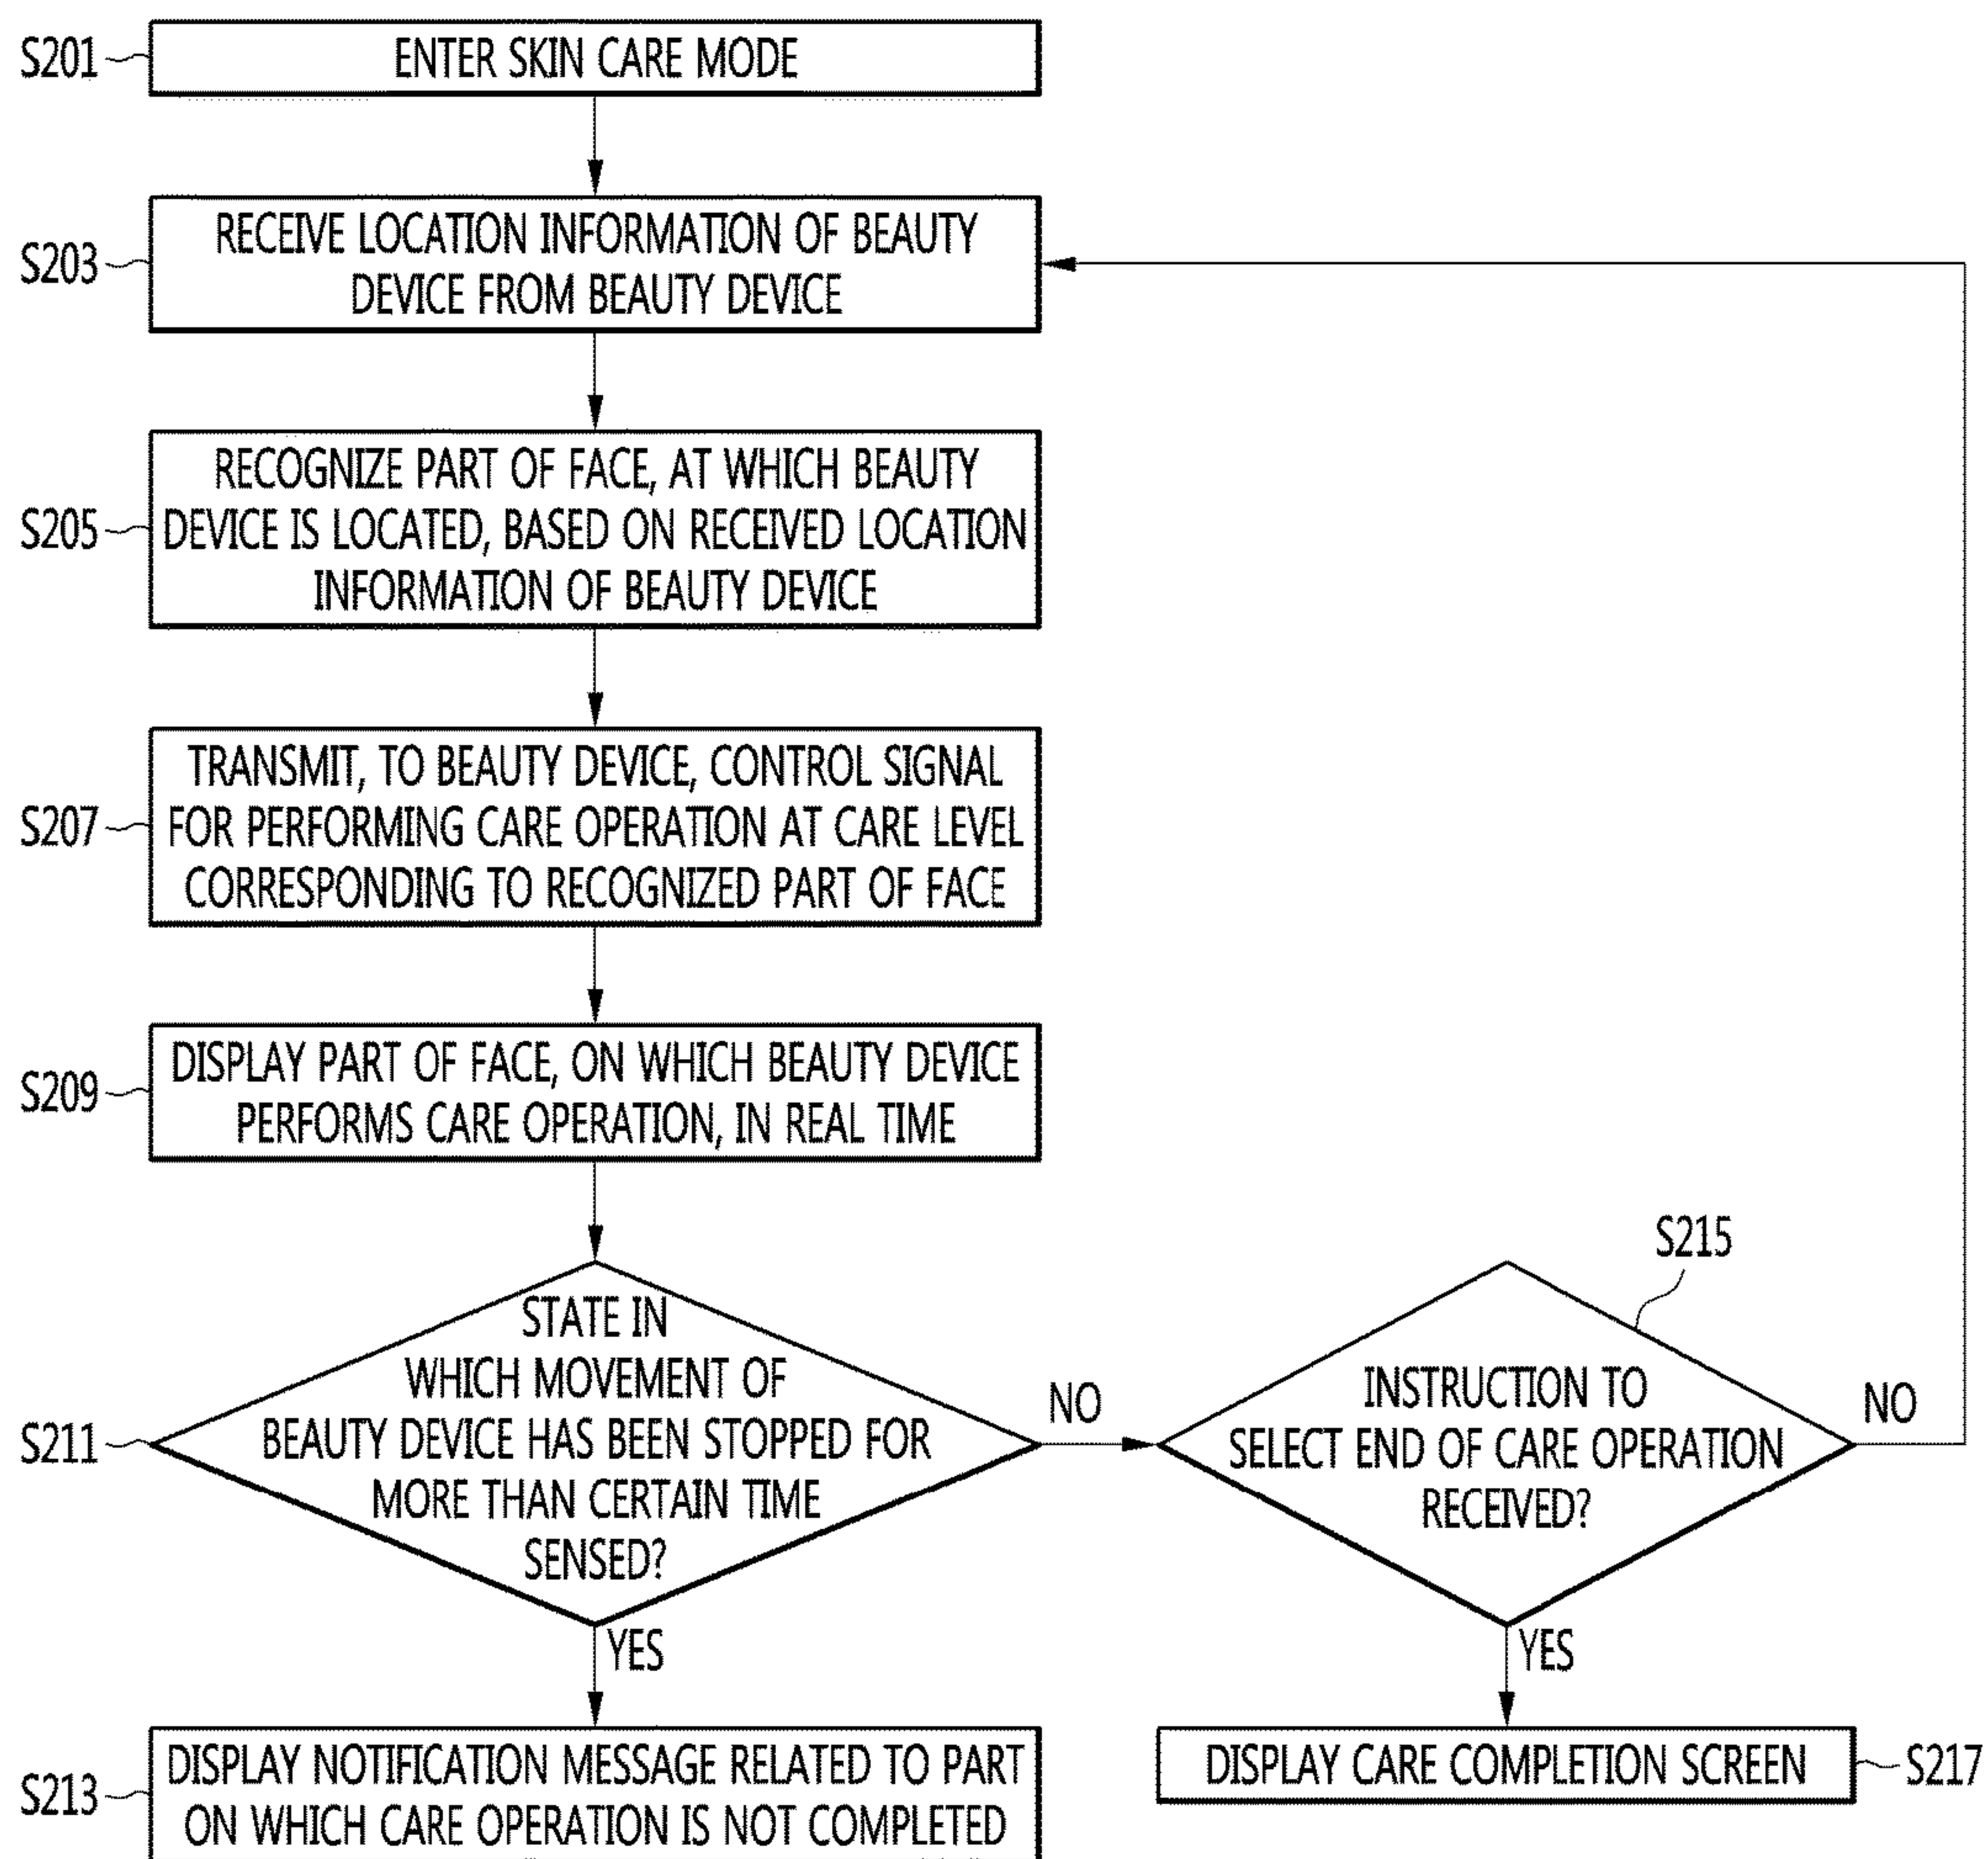 S201
ENTER SKIN CARE MODE
S203
RECEIVE LOCATION INFORMATION OF BEAUTY
DEVICE FROM BEAUTY DEVICE
S205
RECOGNIZE PART OF FACE, AT WHICH BEAUTY
DEVICE IS LOCATED, BASED ON RECEIVED LOCATION
INFORMATION OF BEAUTY DEVICE
S207
TRANSMIT, TO BEAUTY DEVICE, CONTROL SIGNAL
FOR PERFORMING CARE OPERATION AT CARE LEVEL
CORRESPONDING TO RECOGNIZED PART OF FACE
S209
DISPLAY PART OF FACE, ON WHICH BEAUTY DEVICE
PERFORMS CARE OPERATION, IN REAL TIME
S211
STATE IN
WHICH MOVEMENT OF
BEAUTY DEVICE HAS BEEN STOPPED FOR
MORE THAN CERTAIN TIME
SENSED?
NO
YES
S215
INSTRUCTION TO
SELECT END OF CARE OPERATION
RECEIVED?
NO
YES
S213
DISPLAY NOTIFICATION MESSAGE RELATED TO PART
ON WHICH CARE OPERATION IS NOT COMPLETED
DISPLAY CARE COMPLETION SCREEN
S217